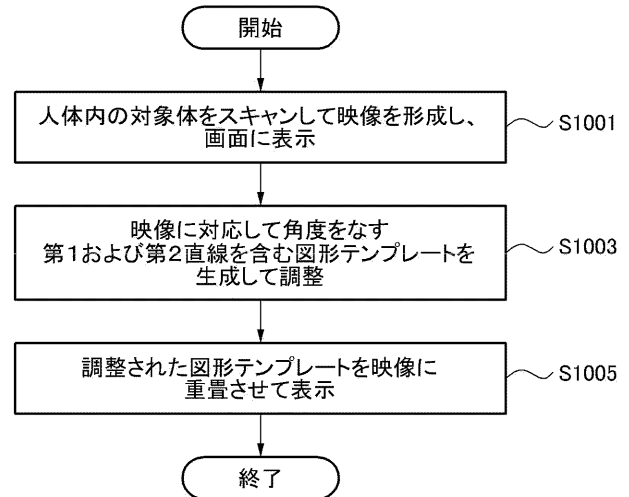 開始
人体内の対象体をスキャンして映像を形成し、
画面に表示
S1001
映像に対応して角度をなす
第1および第2直線を含む図形テンプレートを
生成して調整
S1003
調整された図形テンプレートを映像に
重畳させて表示
S1005
終了